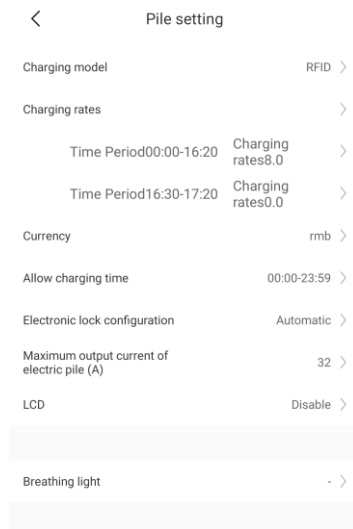 Pile setting
Charging model RFID
Charging rates
Time Period00:00-16:20 Charging
rates8.0
Time Period16:30-17:20 Charging
rates0.0
Currency rmb
Allow charging time 00:00-23:59
Electronic lock configuration Automatic
Maximum output current of
electric pile (A) 32
LCD Disable
Breathing light -